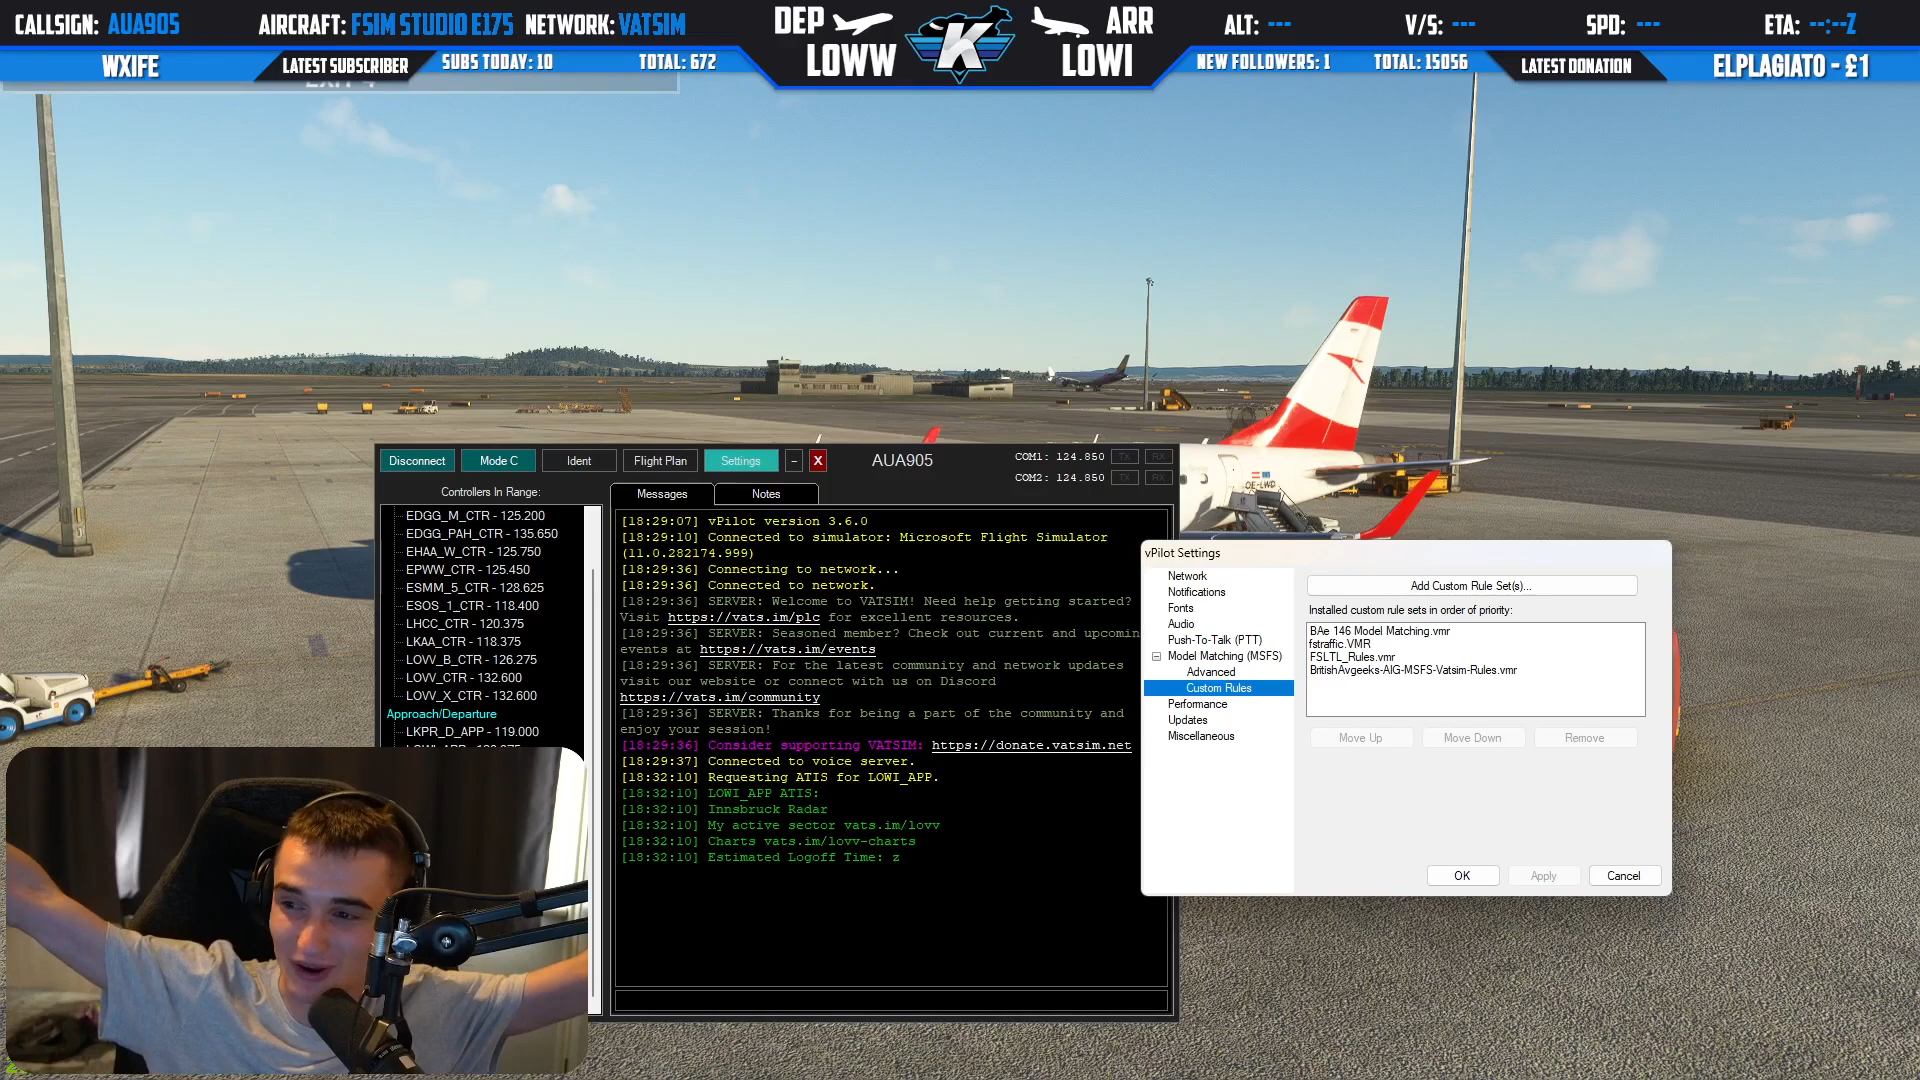 CALLSIGN: AUA905
AIRCRAFT: FSIM STUDIO E175
NETWORK: VATSIM
DEP
LOWW
K
ARR
LOWI
ALT: ---
V/S: ---
SPD: ---
ETA: --:--Z
WXIFE
LATEST SUBSCRIBER
SUBS TODAY: 10
TOTAL: 672
NEW FOLLOWERS: 1
TOTAL: 15056
LATEST DONATION
ELPLAGIATO - £1
OE-LWD
Disconnect
Mode C
Ident
Flight Plan
Settings
–
X
AUA905
COM1: 124.850 TX RX
COM2: 124.850 TX RX
Controllers In Range:
EDGG_M_CTR - 125.200
EDGG_PAH_CTR - 135.650
EHAA_W_CTR - 125.750
EPWW_CTR - 125.450
ESMM_5_CTR - 128.625
ESOS_1_CTR - 118.400
LHCC_CTR - 120.375
LKAA_CTR - 118.375
LOVV_B_CTR - 126.275
LOVV_CTR - 132.600
LOVV_X_CTR - 132.600
Approach/Departure
LKPR_D_APP - 119.000
Messages
Notes
[18:29:07] vPilot version 3.6.0
[18:29:10] Connected to simulator: Microsoft Flight Simulator
(11.0.282174.999)
[18:29:36] Connecting to network...
[18:29:36] Connected to network.
[18:29:36] SERVER: Welcome to VATSIM! Need help getting started?
Visit https://vats.im/plc for excellent resources.
[18:29:36] SERVER: Seasoned member? Check out current and upcomin
events at https://vats.im/events
[18:29:36] SERVER: For the latest community and network updates
visit our website or connect with us on Discord
https://vats.im/community
[18:29:36] SERVER: Thanks for being a part of the community and
enjoy your session!
[18:29:36] Consider supporting VATSIM: https://donate.vatsim.net
[18:29:37] Connected to voice server.
[18:32:10] Requesting ATIS for LOWI_APP.
[18:32:10] LOWI_APP ATIS:
[18:32:10] Innsbruck Radar
[18:32:10] My active sector vats.im/lovv
[18:32:10] Charts vats.im/lovv-charts
[18:32:10] Estimated Logoff Time: z
vPilot Settings
Network
Notifications
Fonts
Audio
Push-To-Talk (PTT)
Model Matching (MSFS)
Advanced
Custom Rules
Performance
Updates
Miscellaneous
Add Custom Rule Set(s)...
Installed custom rule sets in order of priority:
BAe 146 Model Matching.vmr
fstraffic.VMR
FSLTL_Rules.vmr
BritishAvgeeks-AIG-MSFS-Vatsim-Rules.vmr
Move Up
Move Down
Remove
OK
Apply
Cancel